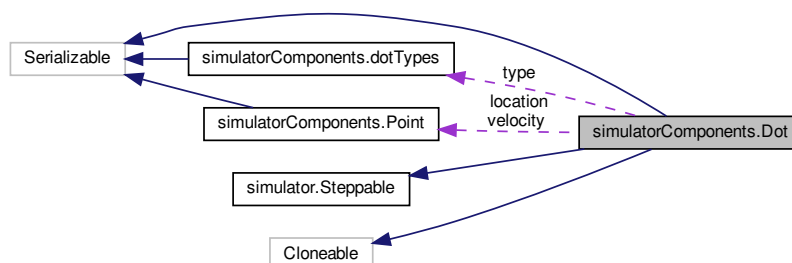 Serializable
simulatorComponents.dotTypes
type
location
velocity
simulatorComponents.Point
simulatorComponents.Dot
simulator.Steppable
Cloneable